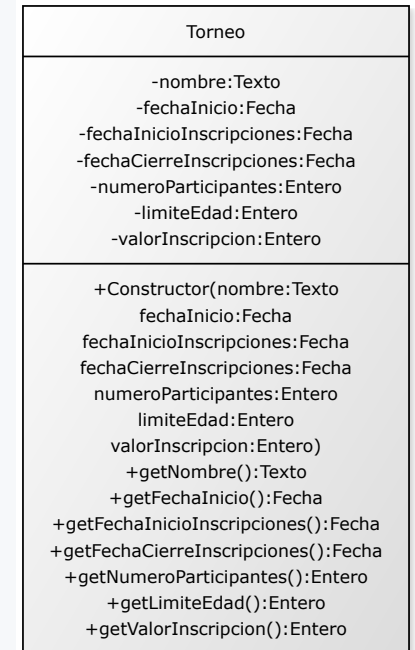 Torneo
-nombre:Texto
-fechaInicio:Fecha
-fechaInicioInscripciones:Fecha
-fechaCierreInscripciones:Fecha
-numeroParticipantes:Entero
-limiteEdad:Entero
-valorInscripcion:Entero
+Constructor(nombre:Texto
fechaInicio:Fecha
fechaInicioInscripciones:Fecha
fechaCierreInscripciones:Fecha
numeroParticipantes:Entero
limiteEdad:Entero
valorInscripcion:Entero)
+getNombre():Texto
+getFechaInicio():Fecha
+getFechaInicioInscripciones():Fecha
+getFechaCierreInscripciones():Fecha
+getNumeroParticipantes():Entero
+getLimiteEdad():Entero
+getValorInscripcion():Entero